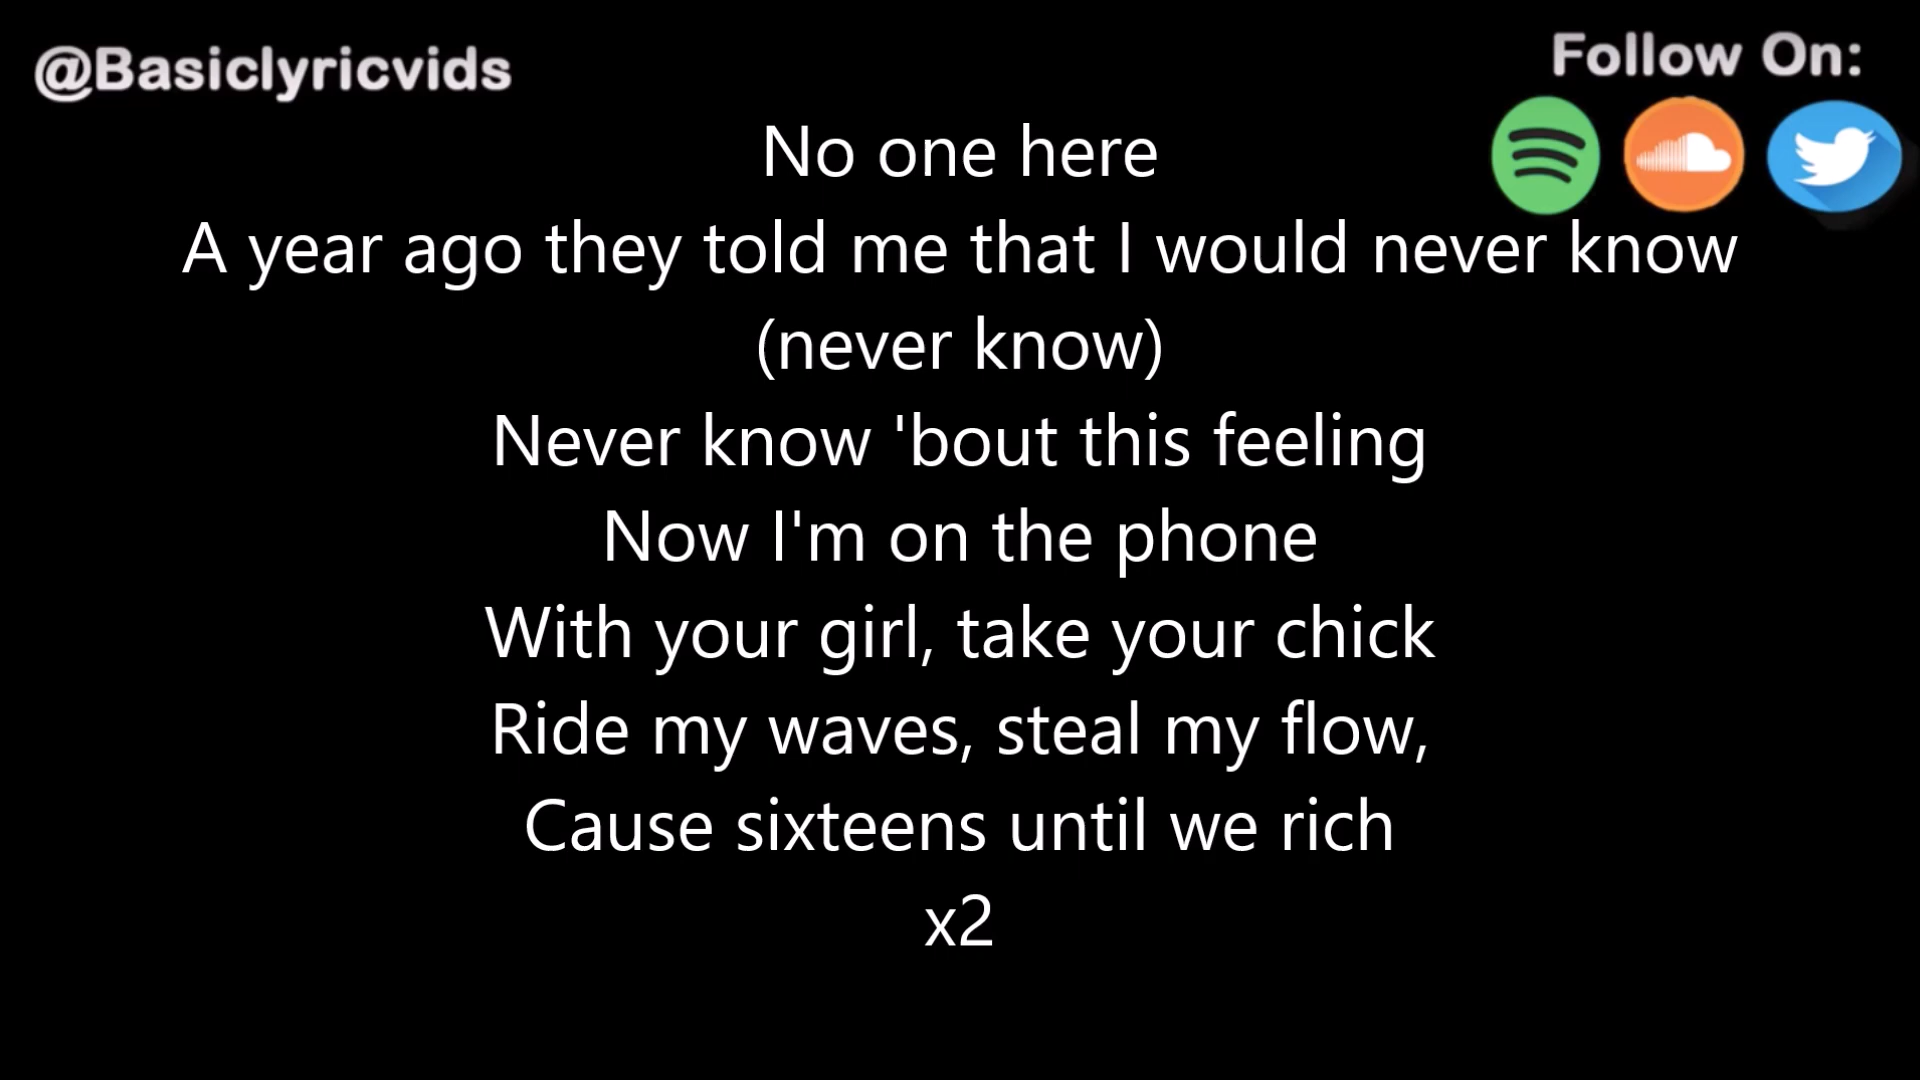 @Basiclyricvids
Follow On:
No one here
A year ago they told me that I would never know
(never know)
Never know 'bout this feeling
Now I'm on the phone
With your girl, take your chick
Ride my waves, steal my flow,
Cause sixteens until we rich
x2